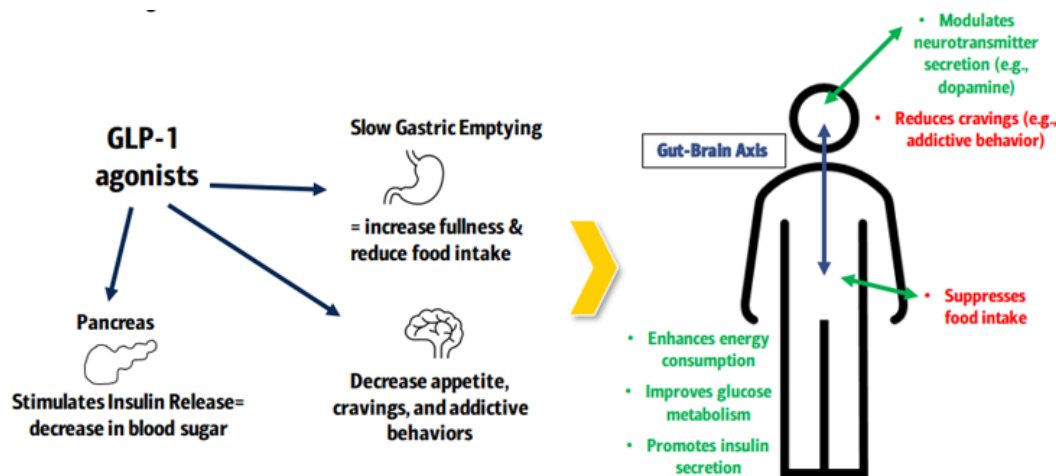 GLP-1
agonists
Slow Gastric Emptying
= increase fullness &
reduce food intake
Pancreas
Stimulates Insulin Release=
decrease in blood sugar
Decrease appetite,
cravings, and addictive
behaviors
Gut-Brain Axis
• Modulates
neurotransmitter
secretion (e.g.,
dopamine)
• Reduces cravings (e.g.,
addictive behavior)
• Suppresses
food intake
• Enhances energy
consumption
• Improves glucose
metabolism
• Promotes insulin
secretion